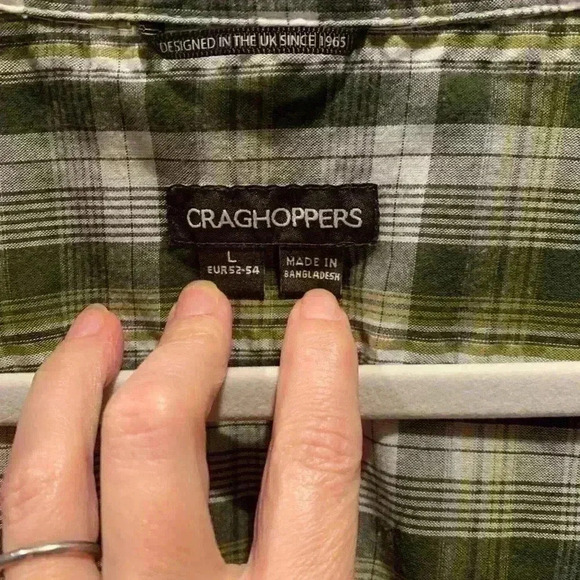 DESIGNED IN THE UK SINCE 1965
CRAGHOPPERS
L
EUR52-54
MADE IN
BANGLADESH